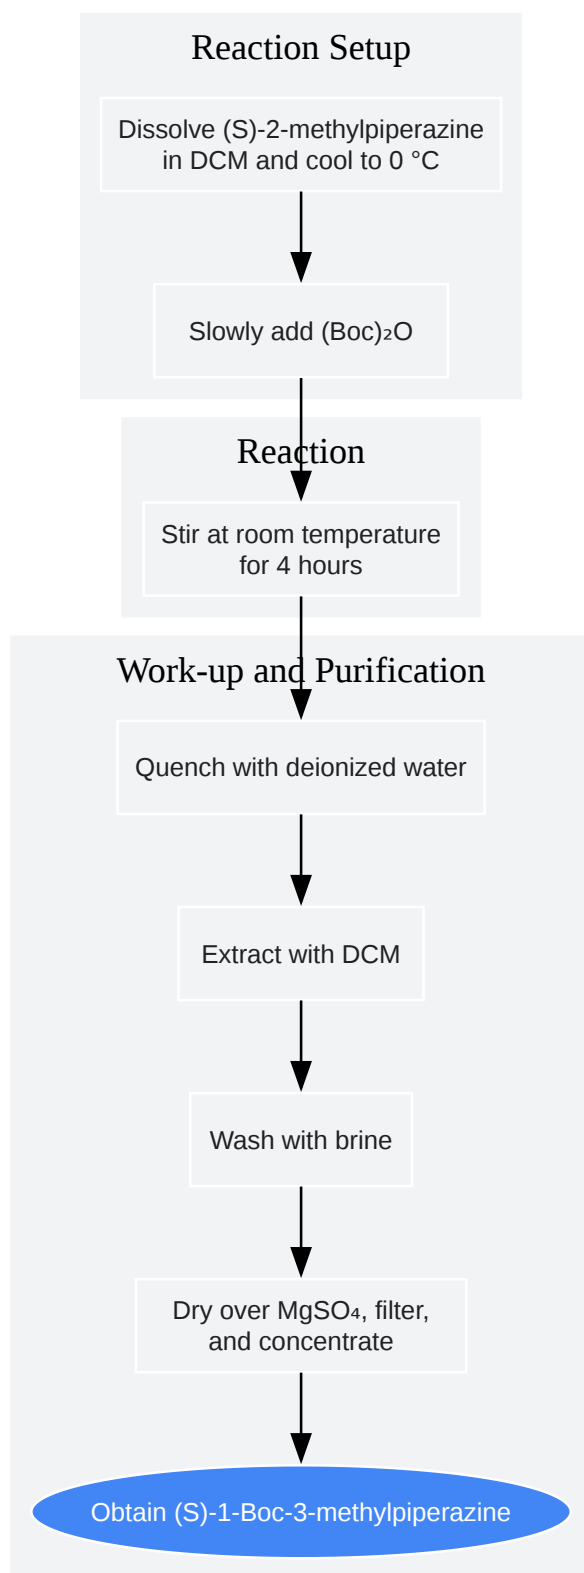 Reaction Setup
Dissolve (S)-2-methylpiperazine
in DCM and cool to 0 °C
Slowly add (Boc)₂O
Reaction
Stir at room temperature
for 4 hours
Work-up and Purification
Quench with deionized water
Extract with DCM
Wash with brine
Dry over MgSO₄, filter,
and concentrate
Obtain (S)-1-Boc-3-methylpiperazine